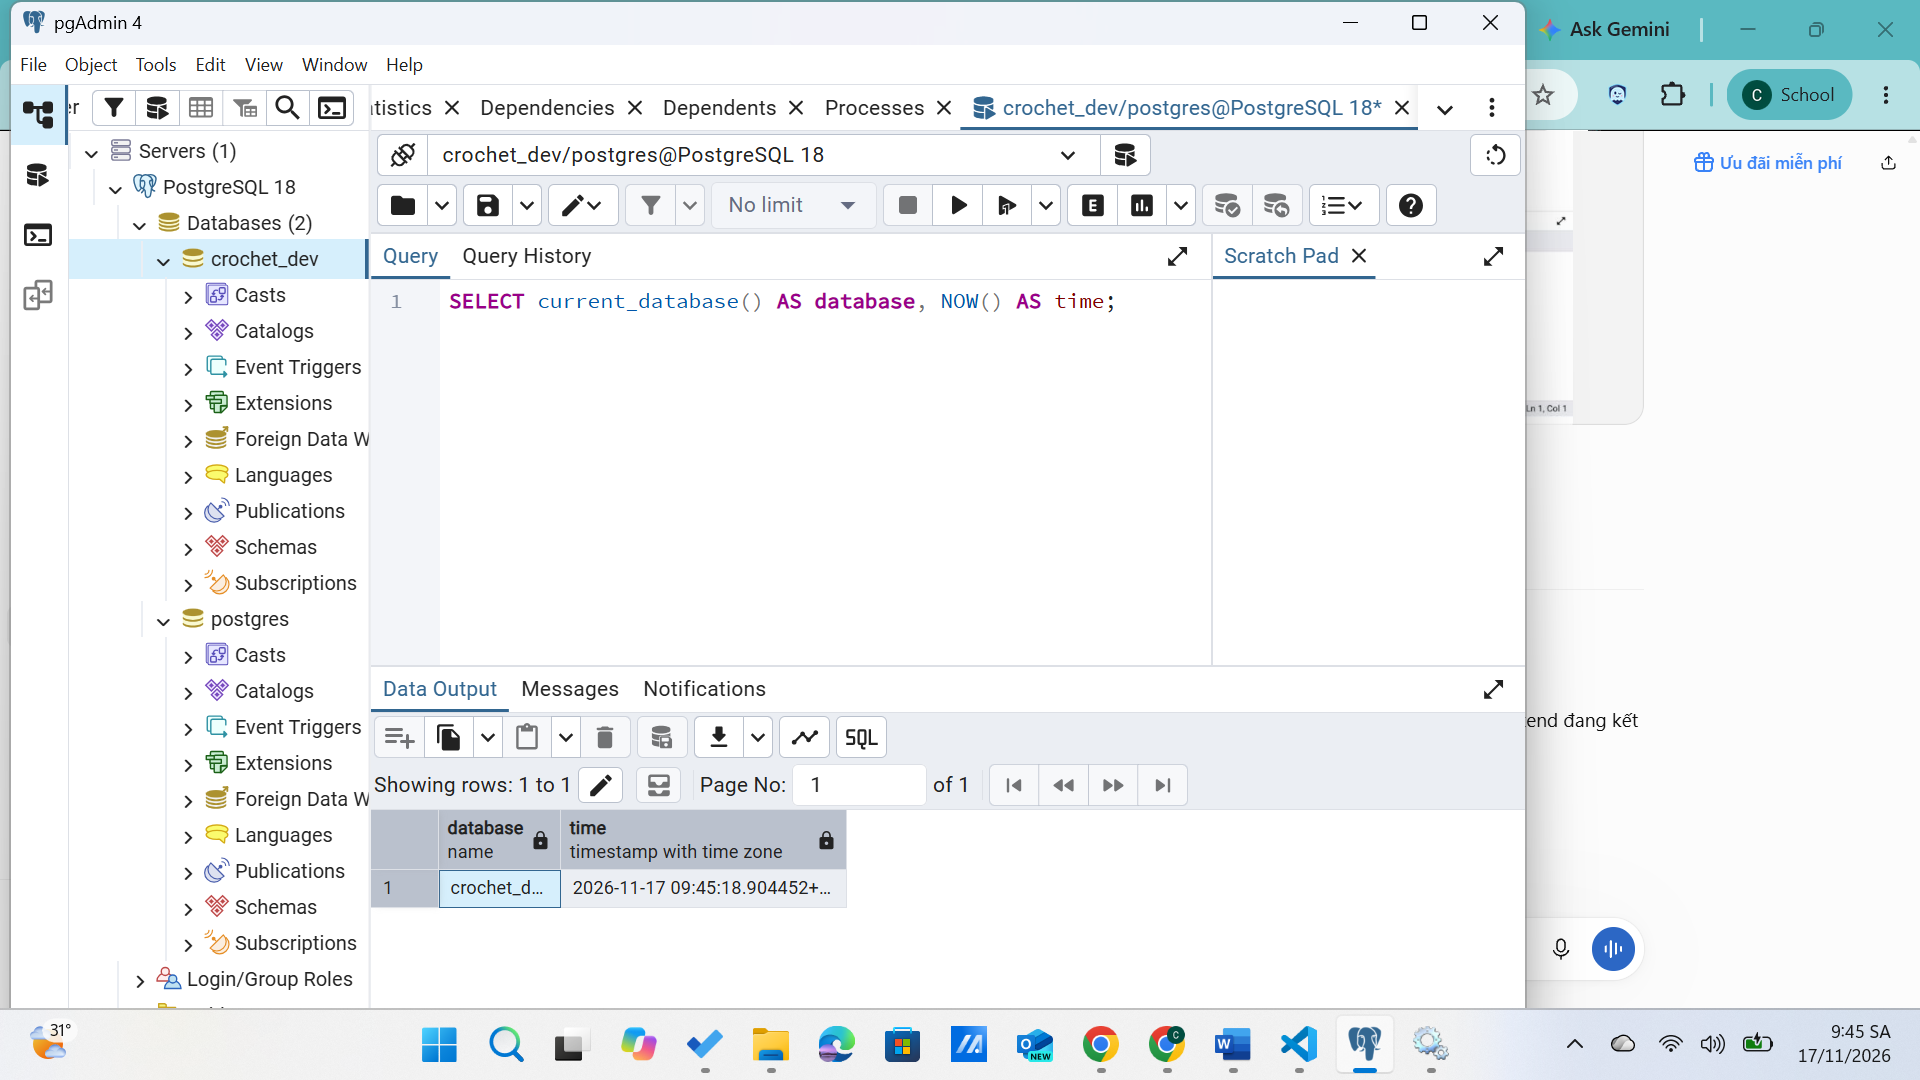 pgAdmin 4
Ask Gemini
File Object Tools Edit View Window Help
er
tistics Dependencies Dependents Processes crochet_dev/postgres@PostgreSQL 18*
C School
Servers (1)
crochet_dev/postgres@PostgreSQL 18
Ưu đãi miễn phí
PostgreSQL 18
No limit
Databases (2)
crochet_dev
Query Query History
Scratch Pad
1 SELECT current_database() AS database, NOW() AS time;
Casts
Catalogs
Event Triggers
Extensions
Ln 1, Col 1
Foreign Data W
Languages
Publications
Schemas
Subscriptions
postgres
Casts
Catalogs
Data Output Messages Notifications
Event Triggers
end đang kết
SQL
Extensions
Showing rows: 1 to 1 Page No: 1 of 1
Foreign Data W
Languages
database time
name timestamp with time zone
Publications
1 crochet_d... 2026-11-17 09:45:18.904452+...
Schemas
Subscriptions
Login/Group Roles
31°
NEW
9:45 SA
17/11/2026